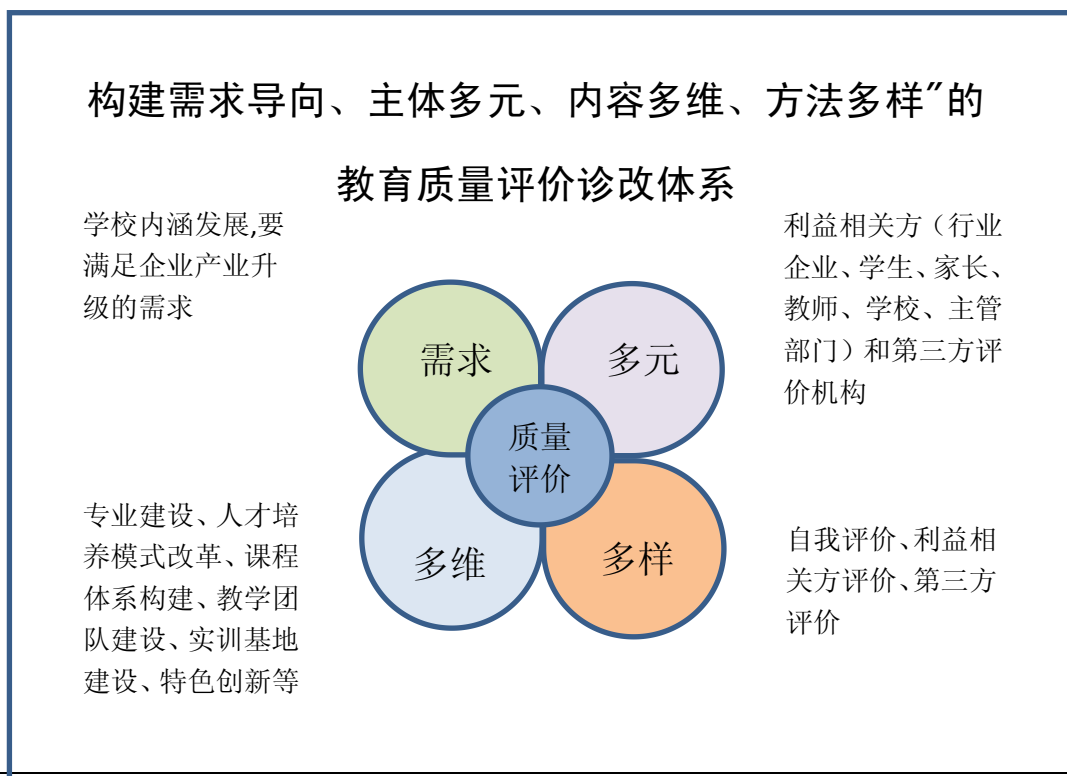 构建需求导向、主体多元、内容多维、方法多样"的
教育质量评价诊改体系
学校内涵发展,要
满足企业产业升
级的需求
利益相关方（行业
企业、学生、家长、
教师、学校、主管
部门）和第三方评
价机构
需求
多元
质量
评价
多维
多样
专业建设、人才培
养模式改革、课程
体系构建、教学团
队建设、实训基地
建设、特色创新等
自我评价、利益相
关方评价、第三方
评价